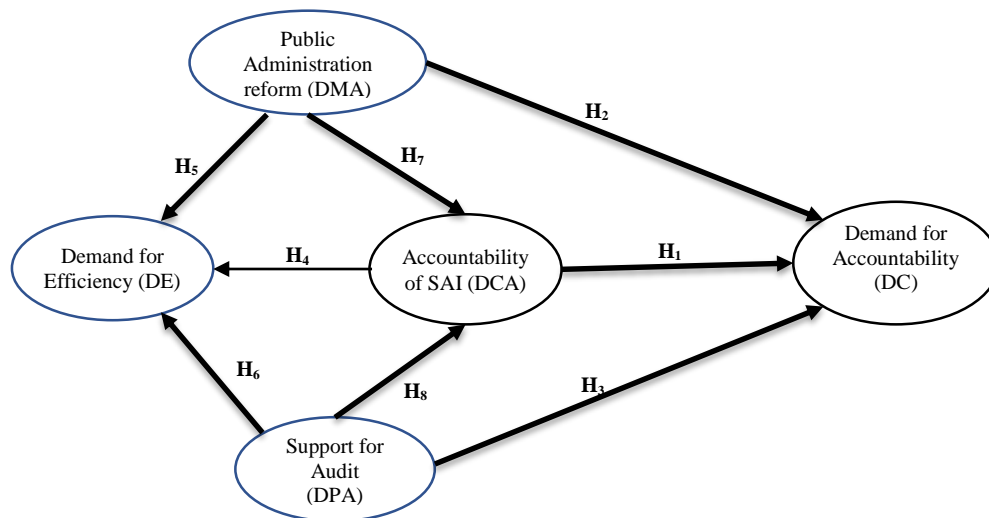 Public
Administration
reform (DMA)
H2
H5
H7
Demand for
Efficiency (DE)
H4
Accountability
of SAI (DCA)
H1
Demand for
Accountability
(DC)
H6
H8
H3
Support for
Audit
(DPA)